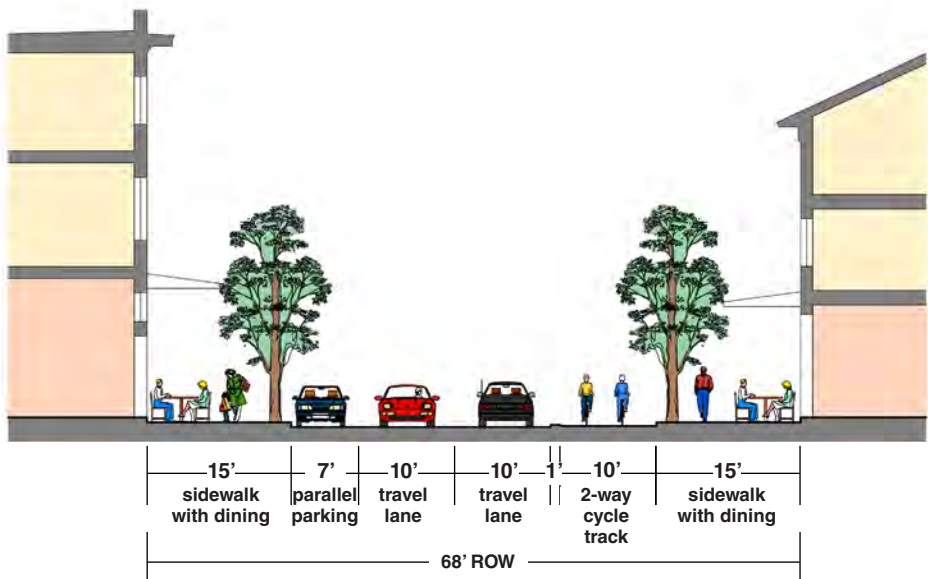 15’ 7’ 10’ 10’ 1’ 10’ 15’
sidewalk with dining
parallel parking
travel lane
travel lane
2-way cycle track
sidewalk with dining
68’ ROW